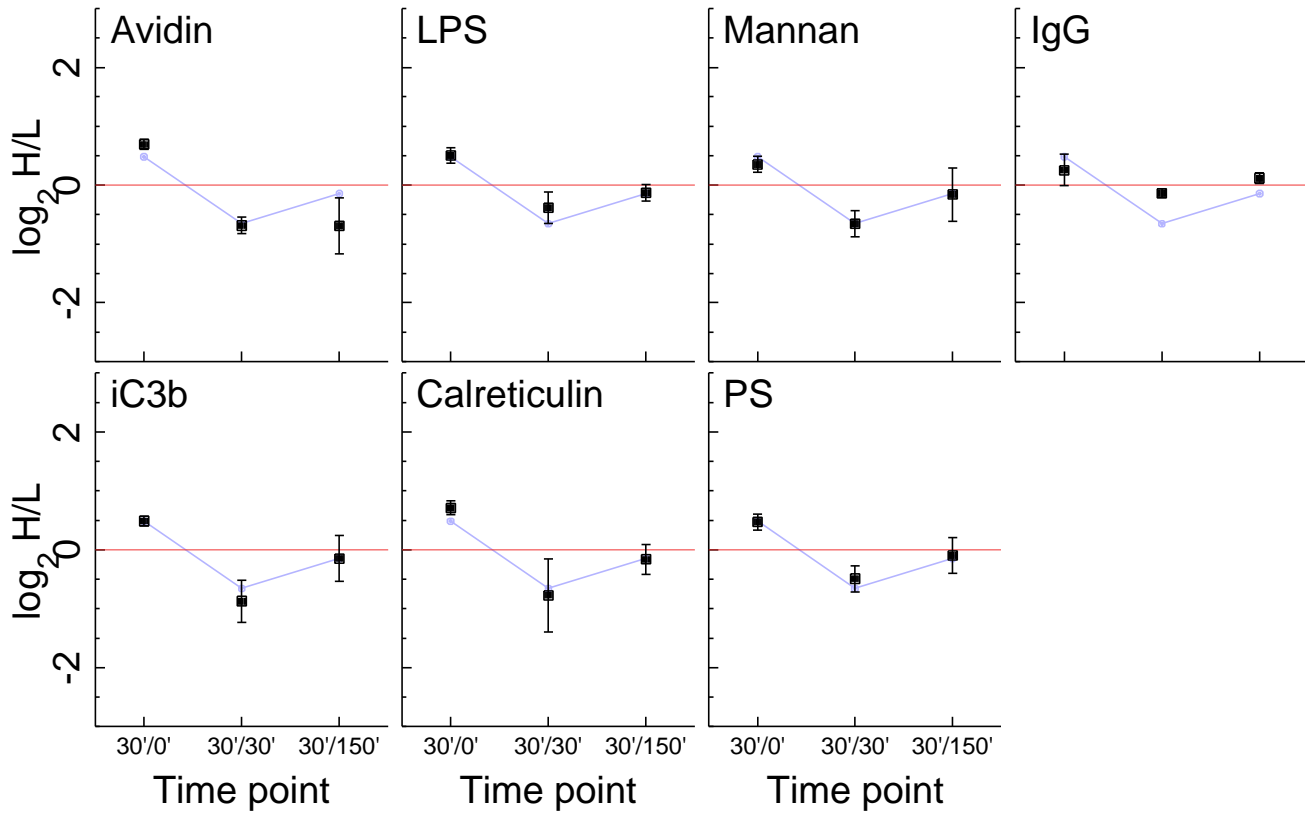 Avidin
LPS
Mannan
IgG
2
0
-2
log2 H/L
iC3b
Calreticulin
PS
2
0
-2
log2 H/L
30'/0' 30'/30' 30'/150'
30'/0' 30'/30' 30'/150'
30'/0' 30'/30' 30'/150'
Time point
Time point
Time point